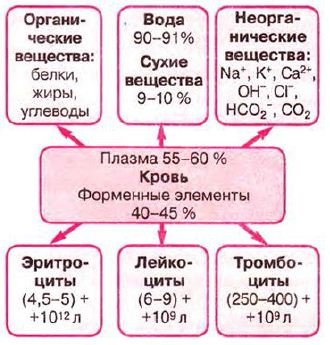 Органи-
ческие
вещества:
белки,
жиры,
углеводы
Вода
90–91%
Сухие
вещества
9–10 %
Неорга-
нические
вещества:
Na⁺, K⁺, Ca²⁺,
OH⁻, Cl⁻,
HCO₂⁻, CO₂
Плазма 55–60 %
Кровь
Форменные элементы
40–45 %
Эритро-
циты
(4,5–5) +
+10¹² л
Лейко-
циты
(6–9) +
+10⁹ л
Тромбо-
циты
(250–400) +
+10⁹ л